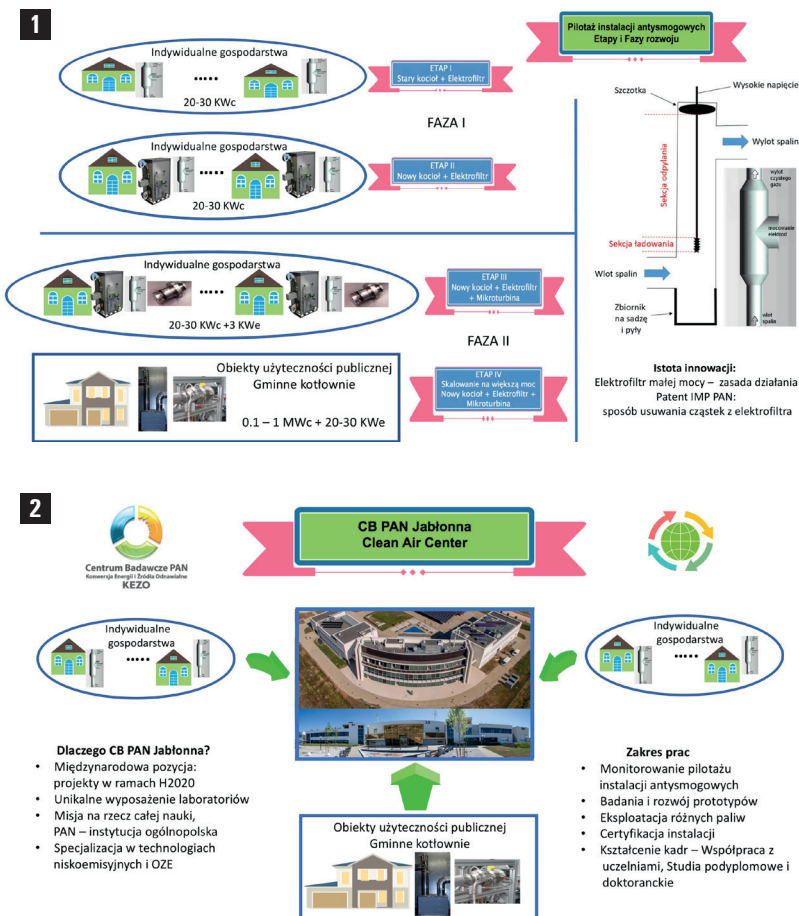 1
Pilotaż instalacji antysmogowych
Etapy i Fazy rozwoju
Indywidualne gospodarstwa
20-30 KWc
ETAP I
Stary kocioł + Elektrofiltr
FAZA I
Indywidualne gospodarstwa
20-30 KWc
ETAP II
Nowy kocioł + Elektrofiltr
Indywidualne gospodarstwa
20-30 KWc +3 KWe
ETAP III
Nowy kocioł + Elektrofiltr
+ Mikroturbina
FAZA II
Obiekty użyteczności publicznej
Gminne kotłownie
0.1 – 1 MWc + 20-30 KWe
ETAP IV
Skalowanie na większą moc
Nowy kocioł + Elektrofiltr +
Mikroturbina
Szczotka
Wysokie napięcie
Wylot spalin
Sekcja odpylania
Sekcja ładowania
Wlot spalin
Zbiornik
na sadzę
i pyły
wylot
czystego
gazu
mocowanie
elektrod
wlot
spalin
Istota innowacji:
Elektrofiltr małej mocy – zasada działania
Patent IMP PAN:
sposób usuwania cząstek z elektrofiltra
2
Centrum Badawcze PAN
Konwersja Energii i Źródła Odnawialne
KEZO
CB PAN Jabłonna
Clean Air Center
Indywidualne
gospodarstwa
Indywidualne
gospodarstwa
Dlaczego CB PAN Jabłonna?
• Międzynarodowa pozycja:
projekty w ramach H2020
• Unikalne wyposażenie laboratoriów
• Misja na rzecz całej nauki,
PAN – instytucja ogólnopolska
• Specjalizacja w technologiach
niskoemisyjnych i OZE
Obiekty użyteczności publicznej
Gminne kotłownie
Zakres prac
• Monitorowanie pilotażu
instalacji antysmogowych
• Badania i rozwój prototypów
• Eksploatacja różnych paliw
• Certyfikacja instalacji
• Kształcenie kadr – Współpraca z
uczelniami, Studia podyplomowe i
doktoranckie